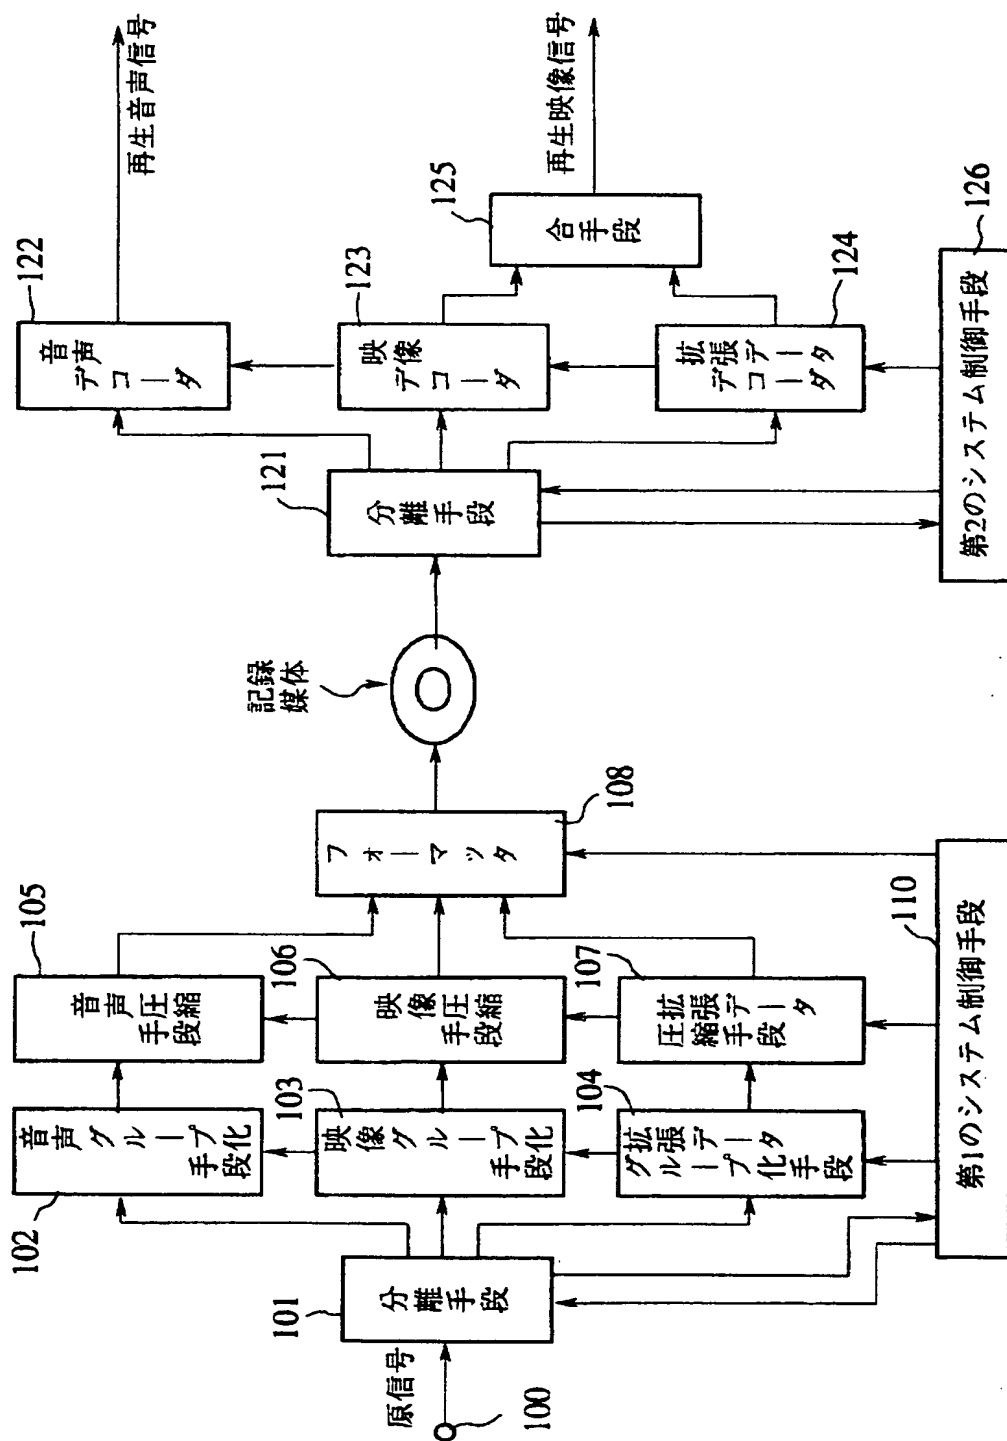 原信号
100
101
分離手段
102
音声グループ化
手段
103
映像グループ化
手段
104
拡張データ
グループ化
手段
105
音声圧縮
手段
106
映像圧縮
手段
107
拡張データ
圧縮手段
108
フォーマッタ
110
第1のシステム制御手段
記録
媒体
121
分離手段
122
音声
デコーダ
123
映像
デコーダ
124
拡張データ
デコーダ
125
合手段
126
第2のシステム制御手段
再生音声信号
再生映像信号